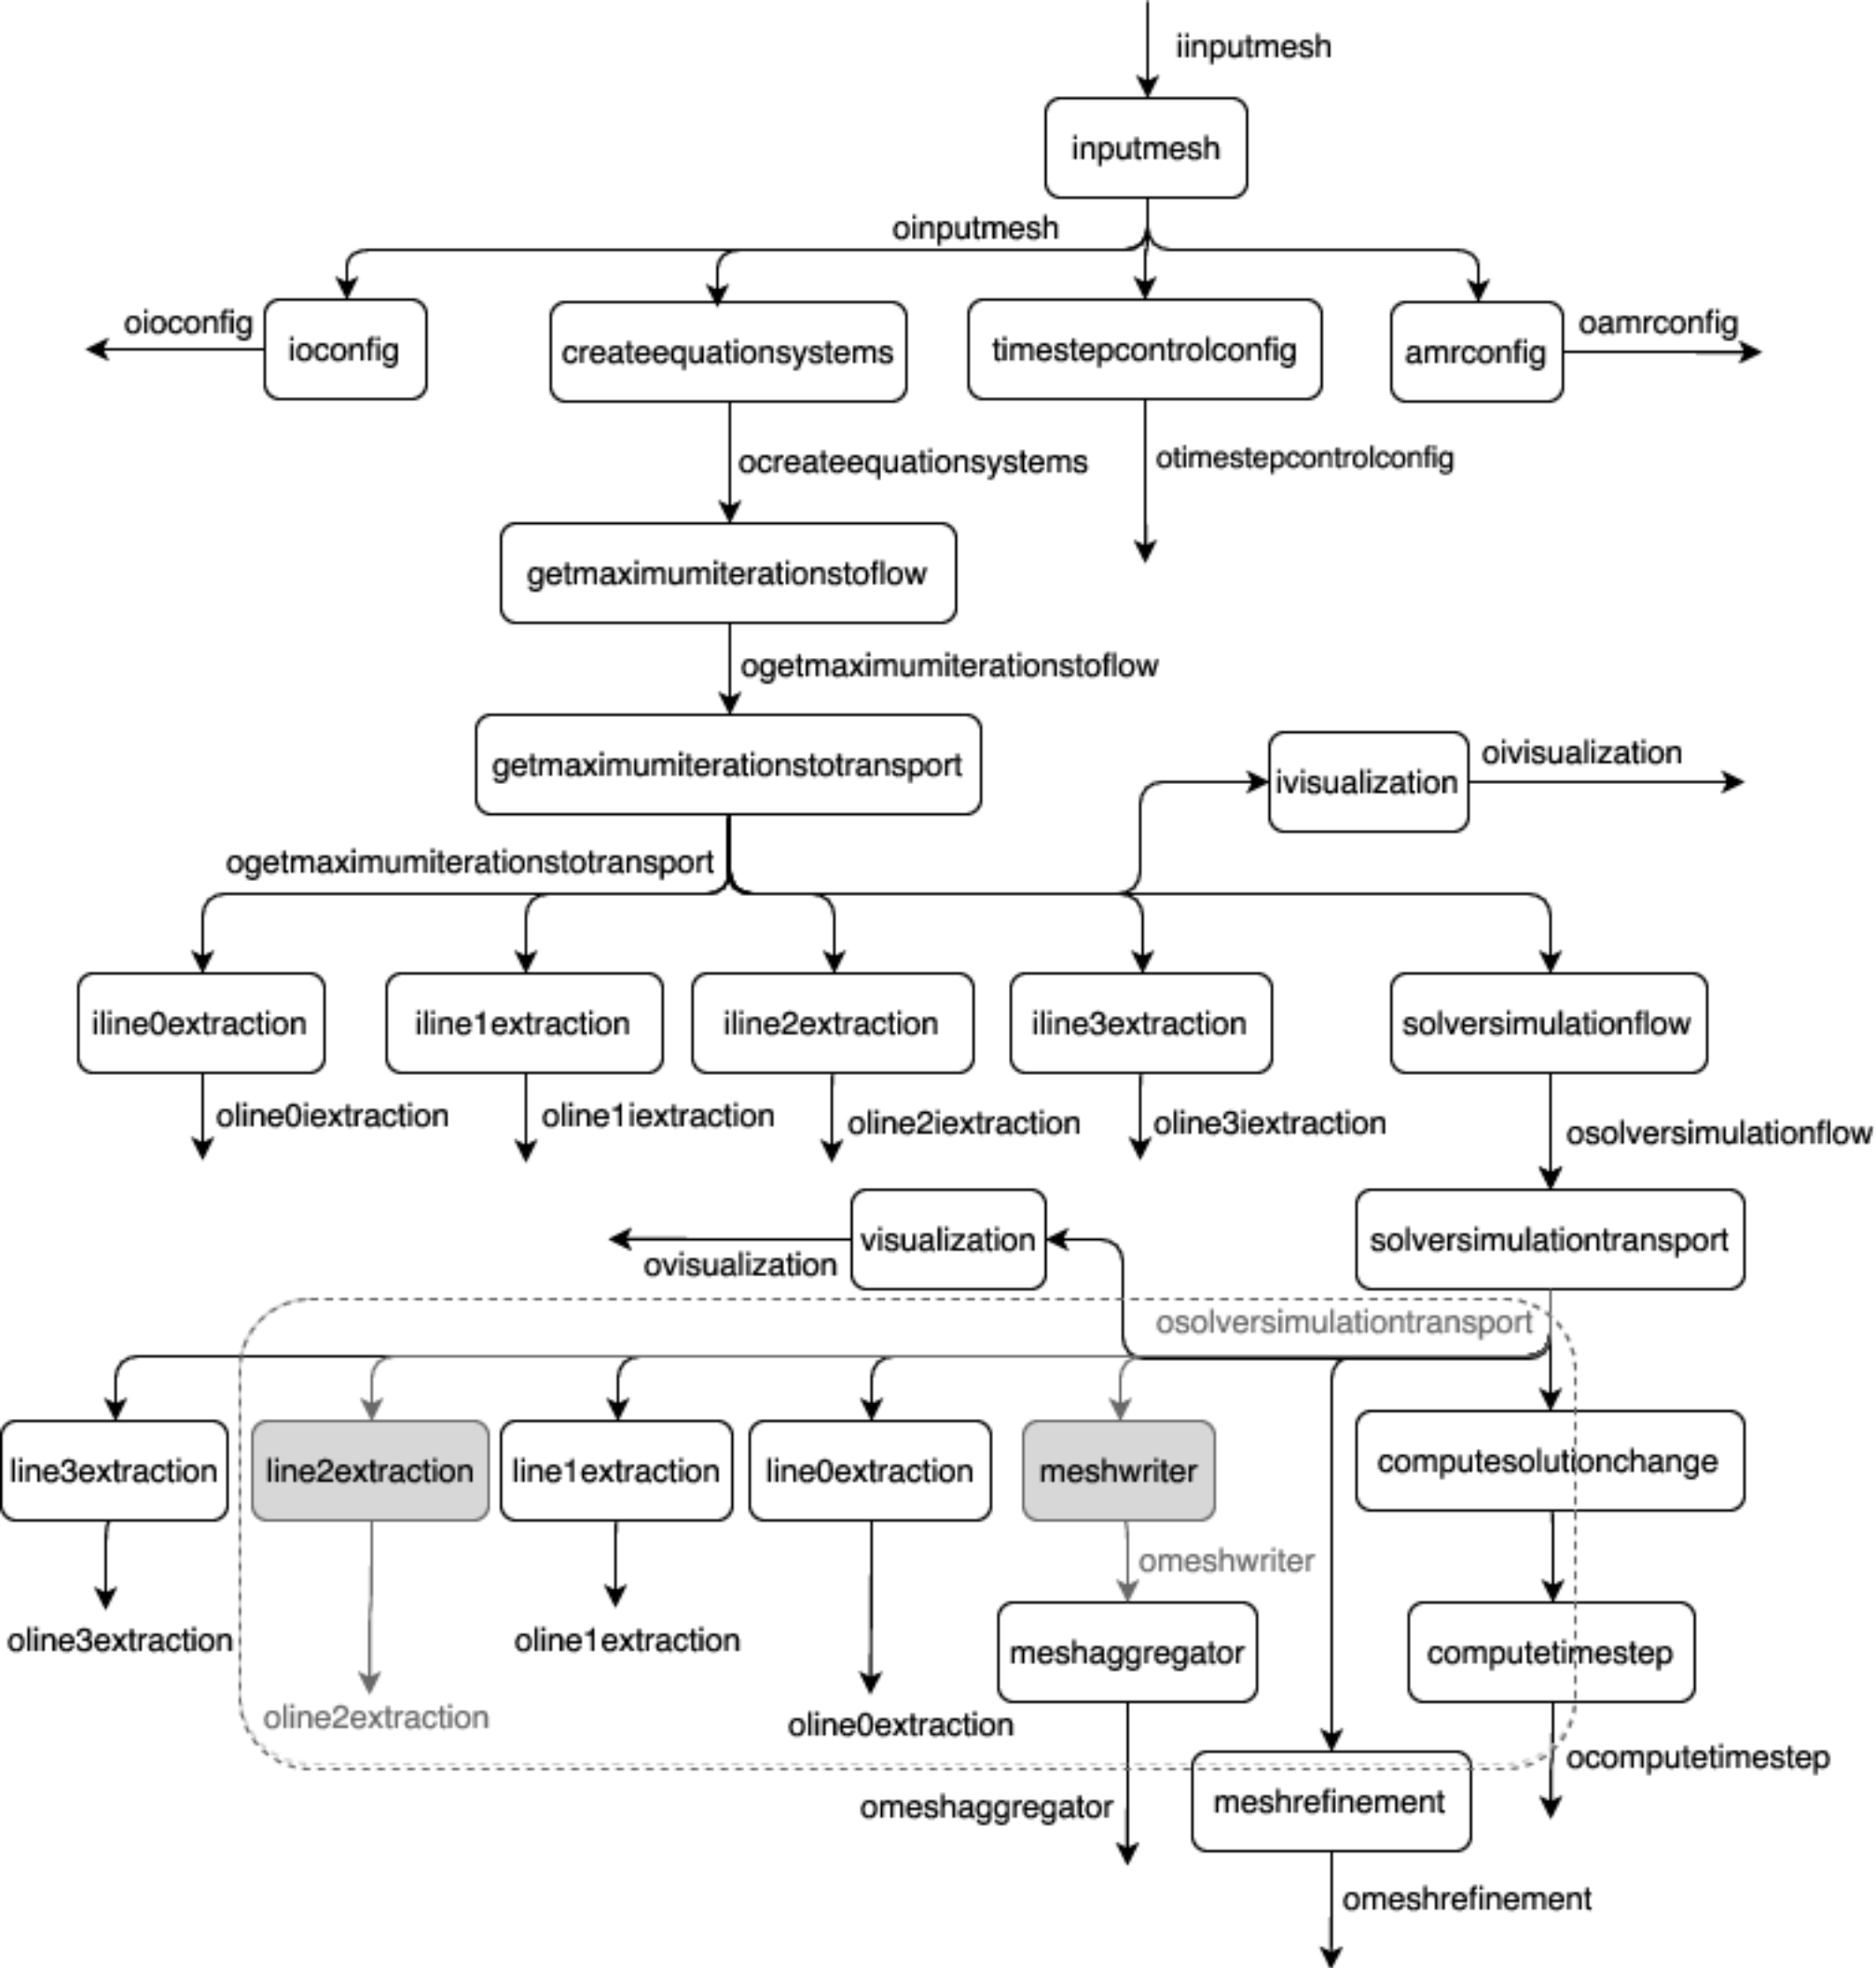 iinputmesh
inputmesh
oinputmesh
oioconfig
ioconfig
createequationsystems
timestepcontrolconfig
amrconfig
oamrconfig
ocreateequationsystems
otimestepcontrolconfig
getmaximumiterationstoflow
ogetmaximumiterationstoflow
getmaximumiterationstotransport
ivisualization
oivisualization
ogetmaximumiterationstotransport
iline0extraction
iline1extraction
iline2extraction
iline3extraction
solversimulationflow
oline0iextraction
oline1iextraction
oline2iextraction
oline3iextraction
osolversimulationflow
visualization
ovisualization
solversimulationtransport
osolversimulationtransport
line3extraction
line2extraction
line1extraction
line0extraction
meshwriter
computesolutionchange
omeshwriter
oline3extraction
oline1extraction
meshaggregator
computetimestep
oline2extraction
oline0extraction
ocomputetimestep
omeshaggregator
meshrefinement
omeshrefinement